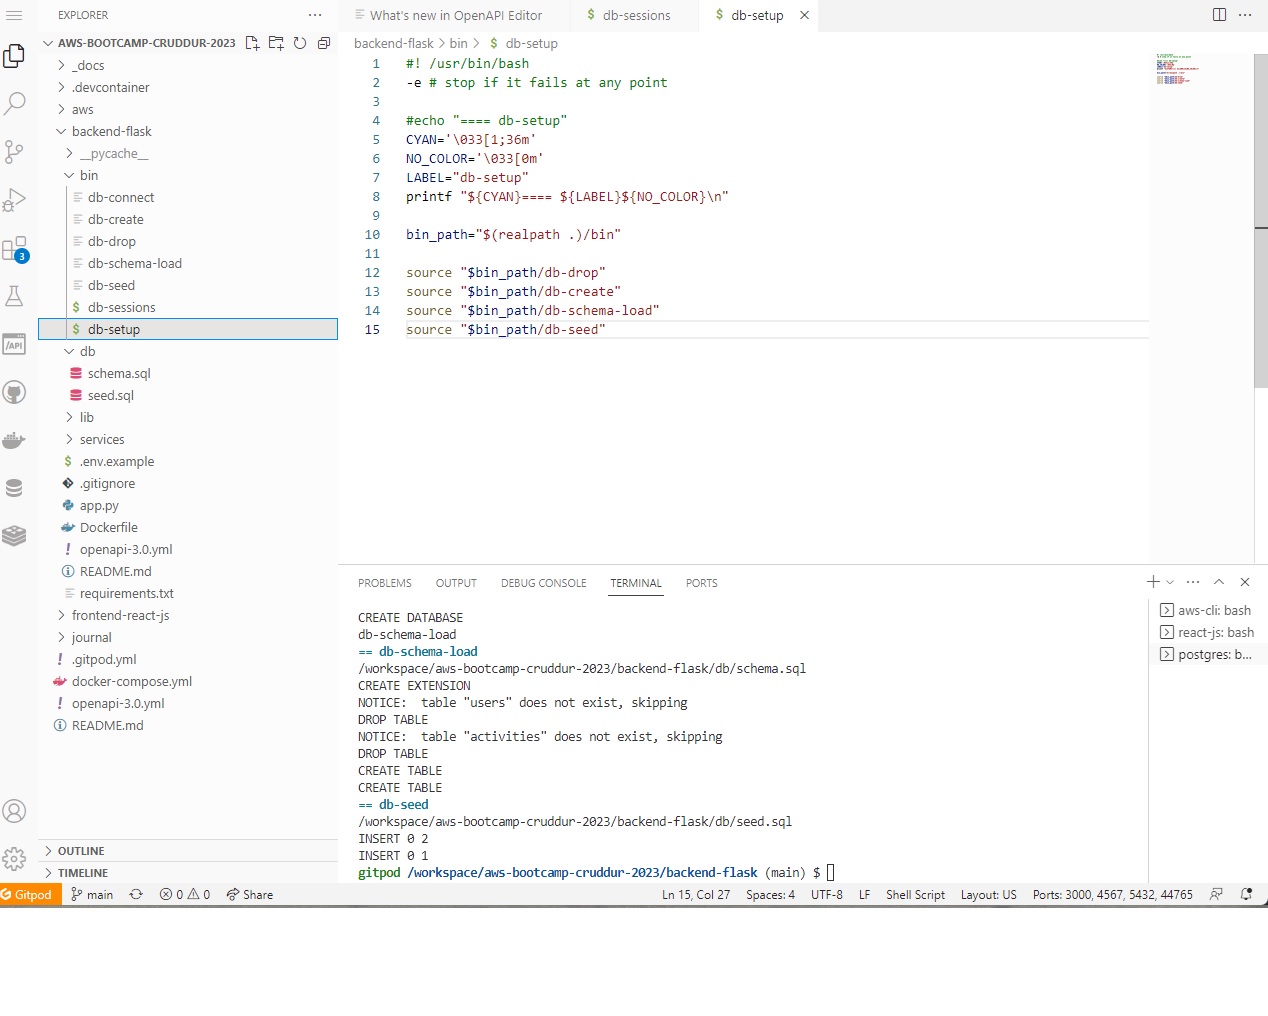 EXPLORER
AWS-BOOTCAMP-CRUDDUR-2023
_docs
.devcontainer
aws
backend-flask
__pycache__
bin
db-connect
db-create
db-drop
db-schema-load
db-seed
$ db-sessions
$ db-setup
db
schema.sql
seed.sql
lib
services
$ .env.example
.gitignore
app.py
Dockerfile
! openapi-3.0.yml
README.md
requirements.txt
frontend-react-js
journal
! .gitpod.yml
docker-compose.yml
! openapi-3.0.yml
README.md
OUTLINE
TIMELINE
3
/API
What's new in OpenAPI Editor
$ db-sessions
$ db-setup
backend-flask > bin > $ db-setup
1 #! /usr/bin/bash
2 -e # stop if it fails at any point
3
4 #echo "==== db-setup"
5 CYAN='\033[1;36m'
6 NO_COLOR='\033[0m'
7 LABEL="db-setup"
8 printf "${CYAN}==== ${LABEL}${NO_COLOR}\n"
9
10 bin_path="$(realpath .)/bin"
11
12 source "$bin_path/db-drop"
13 source "$bin_path/db-create"
14 source "$bin_path/db-schema-load"
15 source "$bin_path/db-seed"
PROBLEMS OUTPUT DEBUG CONSOLE TERMINAL PORTS
CREATE DATABASE
db-schema-load
== db-schema-load
/workspace/aws-bootcamp-cruddur-2023/backend-flask/db/schema.sql
CREATE EXTENSION
NOTICE:  table "users" does not exist, skipping
DROP TABLE
NOTICE:  table "activities" does not exist, skipping
DROP TABLE
CREATE TABLE
CREATE TABLE
== db-seed
/workspace/aws-bootcamp-cruddur-2023/backend-flask/db/seed.sql
INSERT 0 2
INSERT 0 1
gitpod /workspace/aws-bootcamp-cruddur-2023/backend-flask (main) $
aws-cli: bash
react-js: bash
postgres: b...
Gitpod main 0 0 Share Ln 15, Col 27 Spaces: 4 UTF-8 LF Shell Script Layout: US Ports: 3000, 4567, 5432, 44765